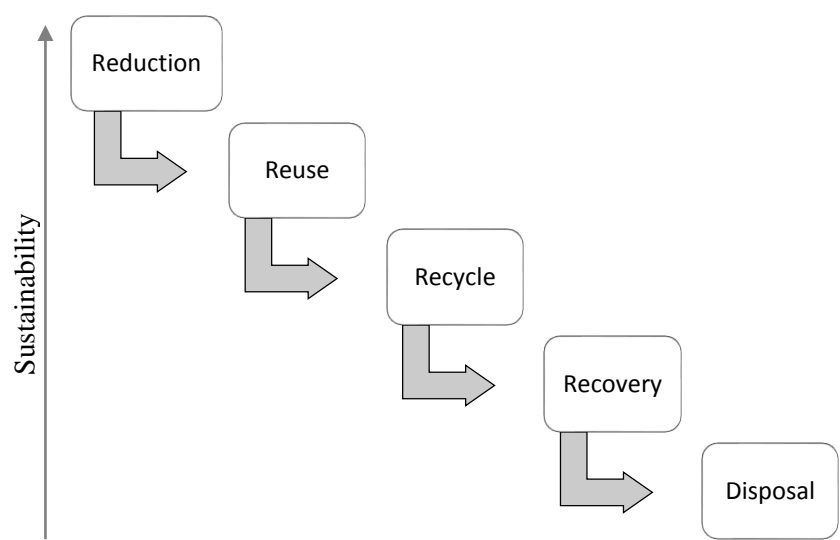 Reduction
Reuse
Recycle
Recovery
Disposal
Sustainability